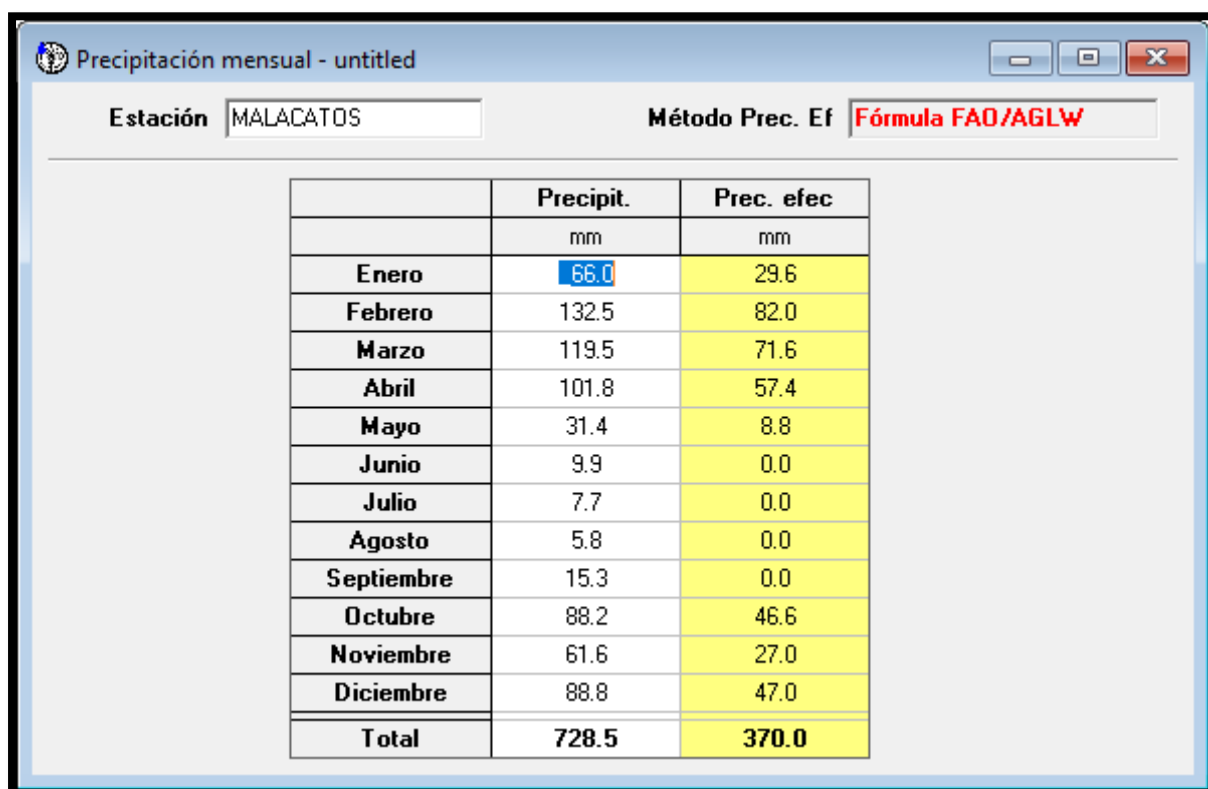 Precipitación mensual - untitled
Estación MALACATOS Método Prec. Ef Fórmula FAO/AGLW
Precipit. Prec. efec
mm mm
Enero 66.0 29.6
Febrero 132.5 82.0
Marzo 119.5 71.6
Abril 101.8 57.4
Mayo 31.4 8.8
Junio 9.9 0.0
Julio 7.7 0.0
Agosto 5.8 0.0
Septiembre 15.3 0.0
Octubre 88.2 46.6
Noviembre 61.6 27.0
Diciembre 88.8 47.0
Total 728.5 370.0